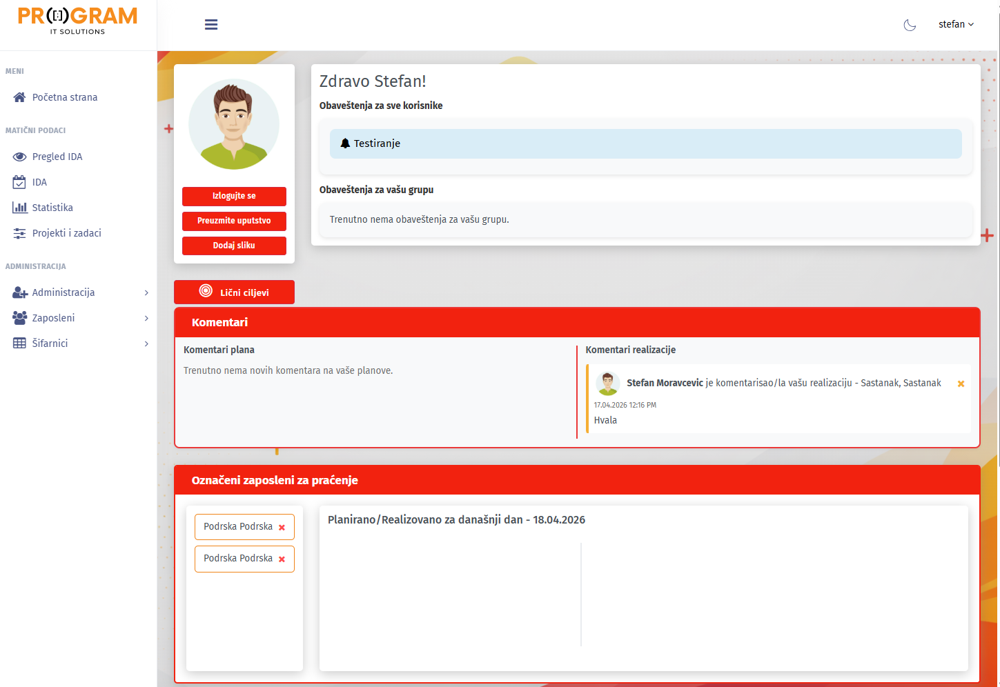 PROGRAM
IT SOLUTIONS
stefan
MENI
Početna strana
MATIČNI PODACI
Pregled IDA
IDA
Statistika
Projekti i zadaci
ADMINISTRACIJA
Administracija
Zaposleni
Šifarnici
Izlogujte se
Preuzmite uputstvo
Dodaj sliku
Zdravo Stefan!
Obaveštenja za sve korisnike
Testiranje
Obaveštenja za vašu grupu
Trenutno nema obaveštenja za vašu grupu.
Lični ciljevi
Komentari
Komentari plana
Trenutno nema novih komentara na vaše planove.
Komentari realizacije
Stefan Moravcevic je komentarisao/la vašu realizaciju - Sastanak, Sastanak
17.04.2026 12:16 PM
Hvala
Označeni zaposleni za praćenje
Podrska Podrska
Podrska Podrska
Planirano/Realizovano za današnji dan - 18.04.2026